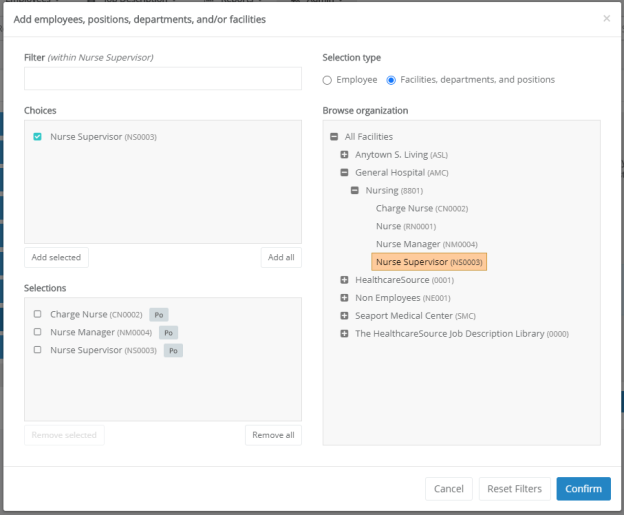 Add employees, positions, departments, and/or facilities
×
Filter (within Nurse Supervisor)
Choices
Nurse Supervisor (NS0003)
Add selected
Add all
Selections
Charge Nurse (CN0002) Po
Nurse Manager (NM0004) Po
Nurse Supervisor (NS0003) Po
Remove selected
Remove all
Selection type
Employee
Facilities, departments, and positions
Browse organization
All Facilities
Anytown S. Living (ASL)
General Hospital (AMC)
Nursing (8801)
Charge Nurse (CN0002)
Nurse (RN0001)
Nurse Manager (NM0004)
Nurse Supervisor (NS0003)
HealthcareSource (0001)
Non Employees (NE001)
Seaport Medical Center (SMC)
The HealthcareSource Job Description Library (0000)
Cancel
Reset Filters
Confirm